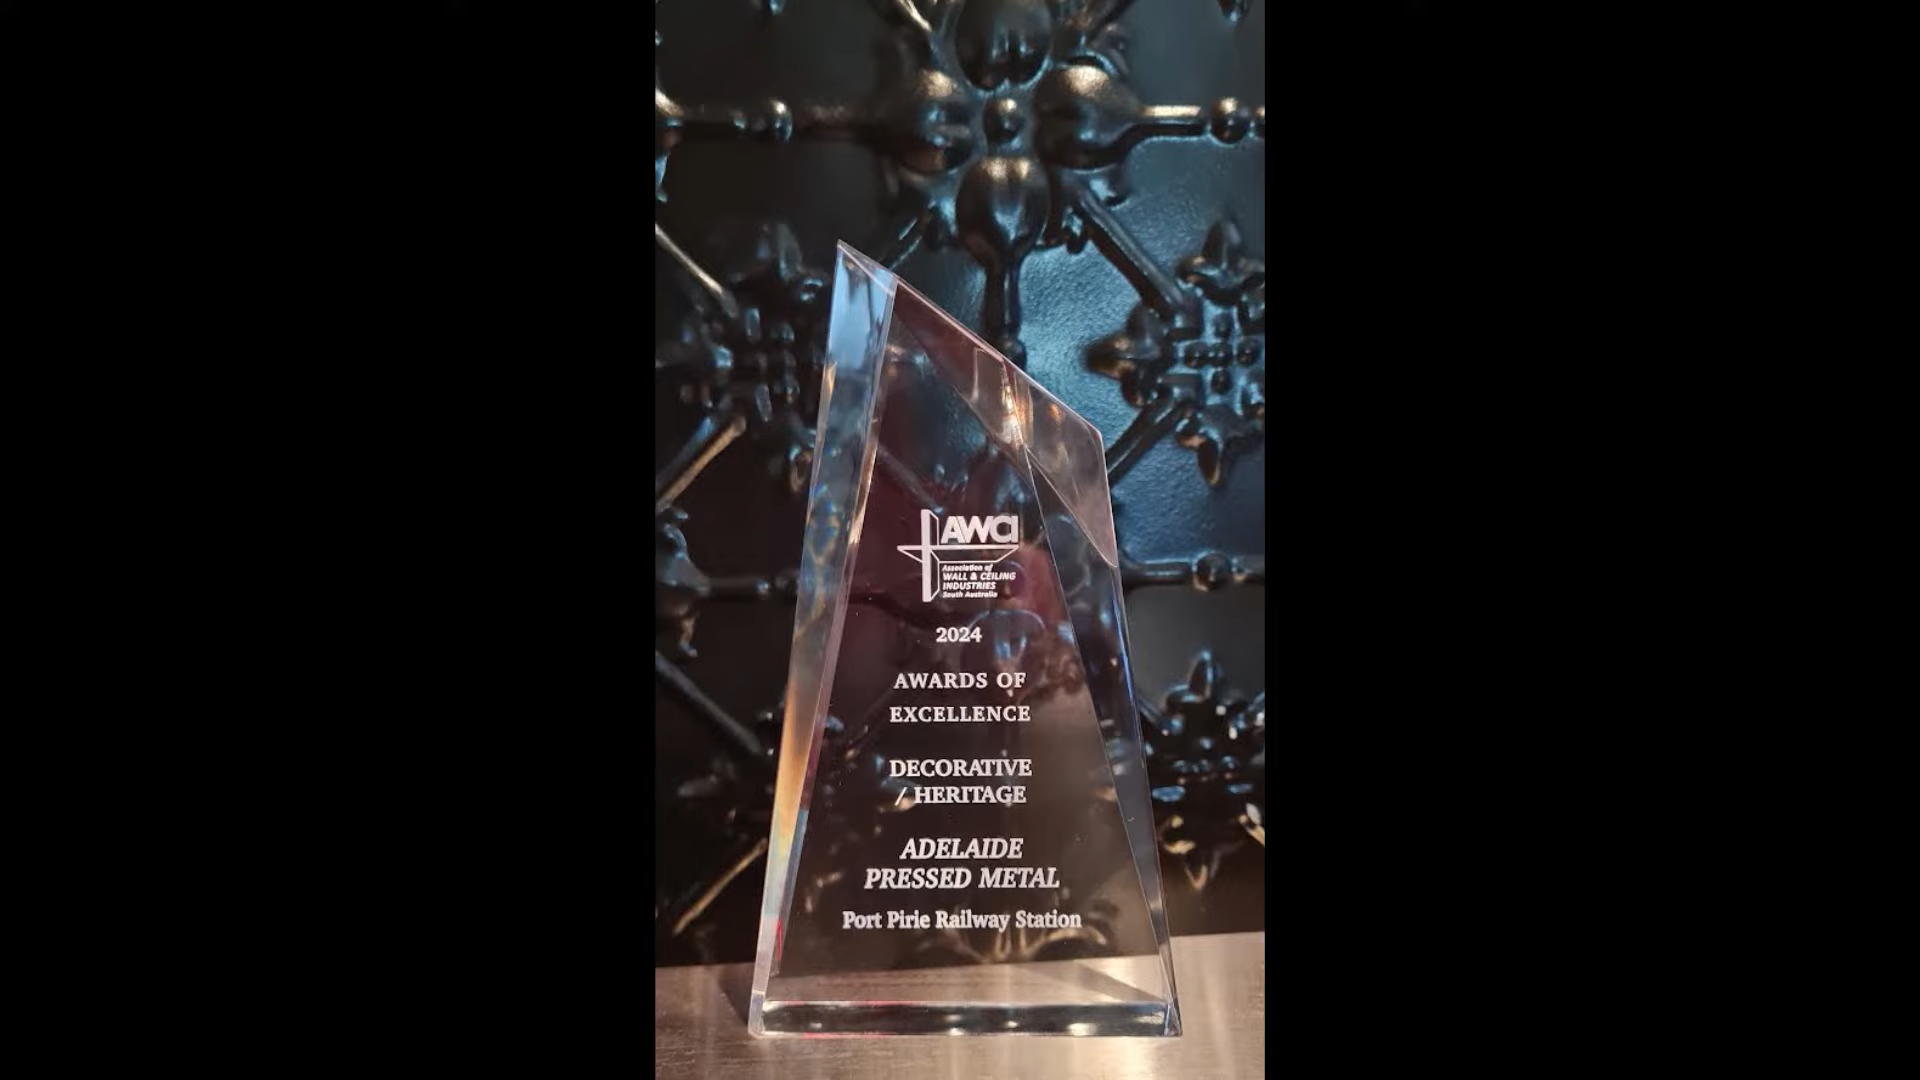 AWCI
Association of
WALL & CEILING
INDUSTRIES
South Australia
2024
AWARDS OF
EXCELLENCE
DECORATIVE
/ HERITAGE
ADELAIDE
PRESSED METAL
Port Pirie Railway Station